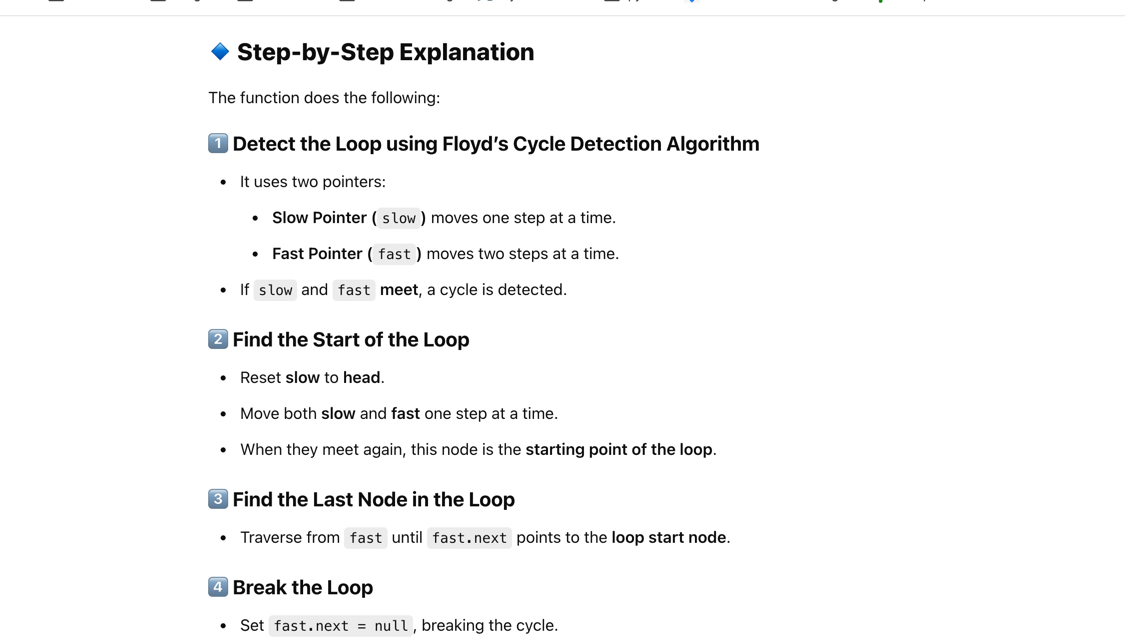 Step-by-Step Explanation
The function does the following:
1 Detect the Loop using Floyd’s Cycle Detection Algorithm
• It uses two pointers:
• Slow Pointer ( slow ) moves one step at a time.
• Fast Pointer ( fast ) moves two steps at a time.
• If slow and fast meet, a cycle is detected.
2 Find the Start of the Loop
• Reset slow to head.
• Move both slow and fast one step at a time.
• When they meet again, this node is the starting point of the loop.
3 Find the Last Node in the Loop
• Traverse from fast until fast.next points to the loop start node.
4 Break the Loop
• Set fast.next = null , breaking the cycle.